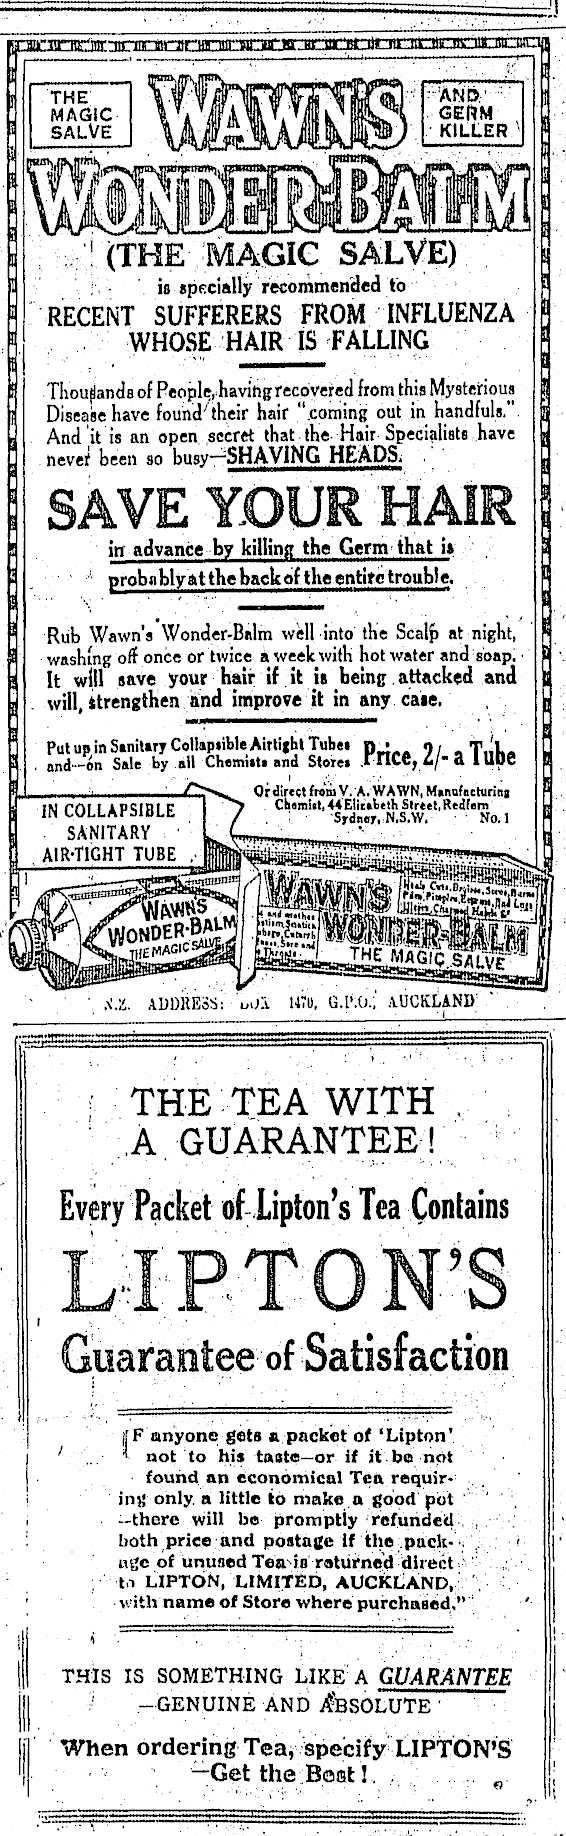 THE
MAGIC
SALVE
WAWN'S
AND
GERM
KILLER
WONDER-BALM
(THE MAGIC SALVE)
is specially recommended to
RECENT SUFFERERS FROM INFLUENZA
WHOSE HAIR IS FALLING
Thousands of People, having recovered from this Mysterious
Disease have found their hair "coming out in handfuls."
And it is an open secret that the Hair Specialists have
never been so busy—SHAVING HEADS.
SAVE YOUR HAIR
in advance by killing the Germ that is
probably at the back of the entire trouble.
Rub Wawn's Wonder-Balm well into the Scalp at night,
washing off once or twice a week with hot water and soap.
It will save your hair if it is being attacked and
will, strengthen and improve it in any case.
Put up in Sanitary Collapsible Airtight Tubes
and—on Sale by all Chemists and Stores
Price, 2/- a Tube
Or direct from V. A. WAWN, Manufacturing
Chemist, 44 Elizabeth Street, Redfern
Sydney, N.S.W. No. 1
IN COLLAPSIBLE
SANITARY
AIR-TIGHT TUBE
WAWN'S
WONDER-BALM
THE MAGIC SALVE
WAWN'S
Heals Cuts, Bruises, Sores, Burns
Piles, Pimples, Eczema, Bad Legs
WONDER-BALM
THE MAGIC SALVE
N.Z. ADDRESS: BOX 1470, G.P.O., AUCKLAND
THE TEA WITH
A GUARANTEE!
Every Packet of Lipton's Tea Contains
LIPTON'S
Guarantee of Satisfaction
IF anyone gets a packet of 'Lipton'
not to his taste—or if it be not
found an economical Tea requir-
ing only a little to make a good pot
—there will be promptly refunded
both price and postage if the pack-
age of unused Tea is returned direct
to LIPTON, LIMITED, AUCKLAND,
with name of Store where purchased."
THIS IS SOMETHING LIKE A GUARANTEE
—GENUINE AND ABSOLUTE
When ordering Tea, specify LIPTON'S
—Get the Best!